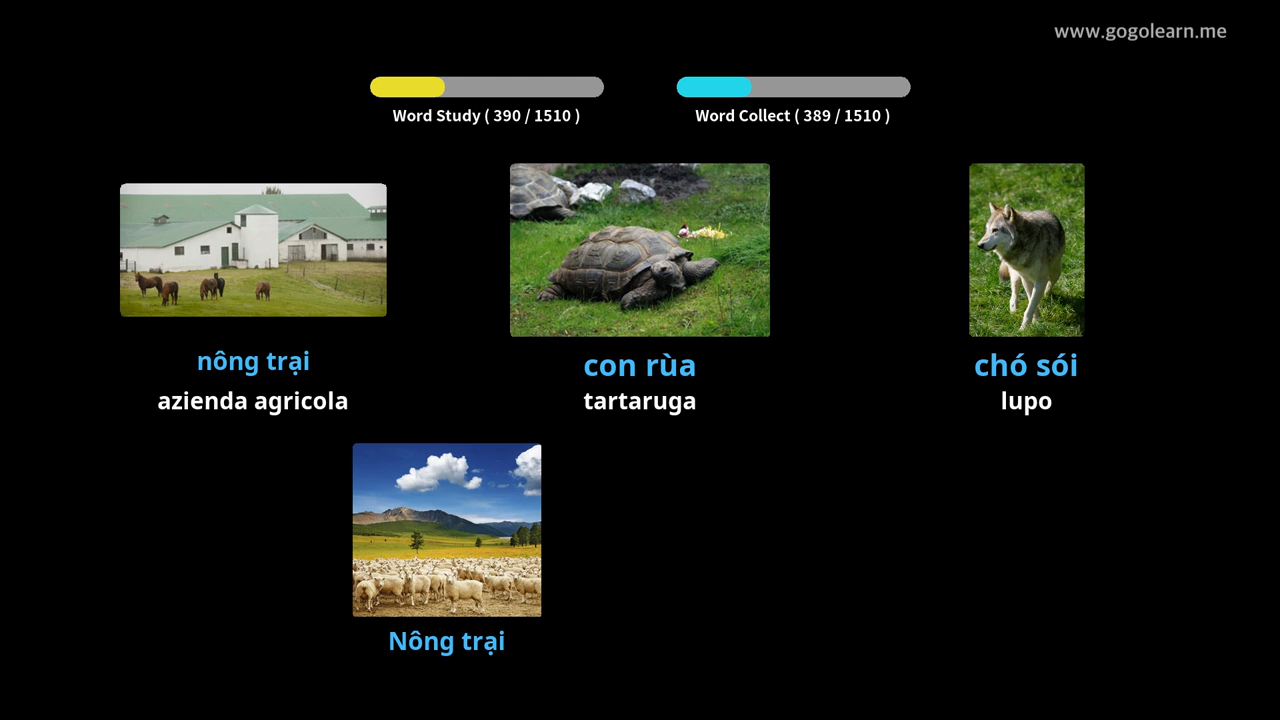 www.gogolearn.me
Word Study ( 390 / 1510 )
Word Collect ( 389 / 1510 )
nông trại
azienda agricola
con rùa
tartaruga
chó sói
lupo
Nông trại